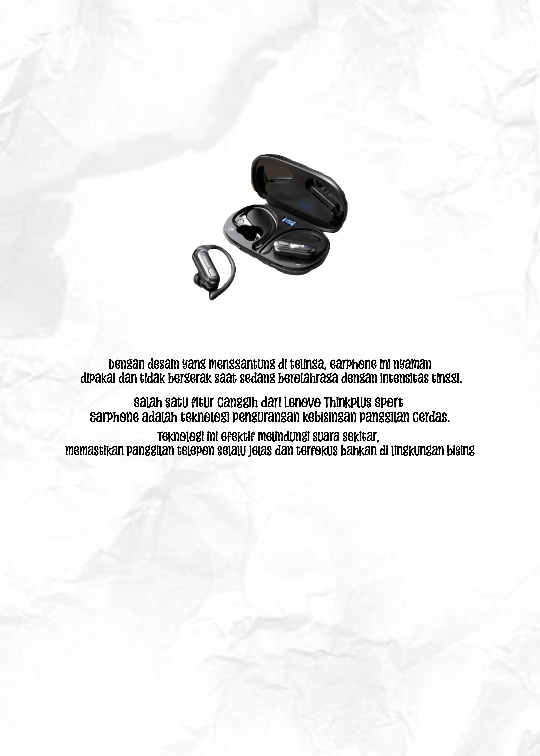 Dengan desain yang menggantung di telinga, earphone ini nyaman
dipakai dan tidak bergerak saat sedang berolahraga dengan intensitas tinggi.
Salah satu fitur canggih dari Lenovo Thinkplus Sport
Earphone adalah teknologi pengurangan kebisingan panggilan cerdas.
Teknologi ini efektif melindungi suara sekitar,
memastikan panggilan telepon selalu jelas dan terfokus bahkan di lingkungan bising